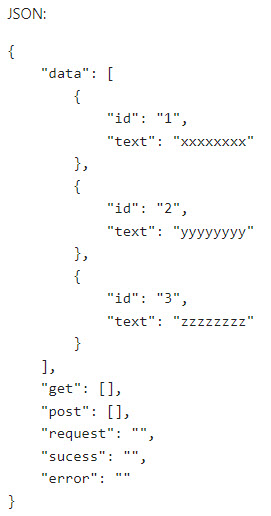 JSON:
{
    "data": [
        {
            "id": "1",
            "text": "xxxxxxxx"
        },
        {
            "id": "2",
            "text": "yyyyyyyy"
        },
        {
            "id": "3",
            "text": "zzzzzzzz"
        }
    ],
    "get": [],
    "post": [],
    "request": "",
    "sucess": "",
    "error": ""
}